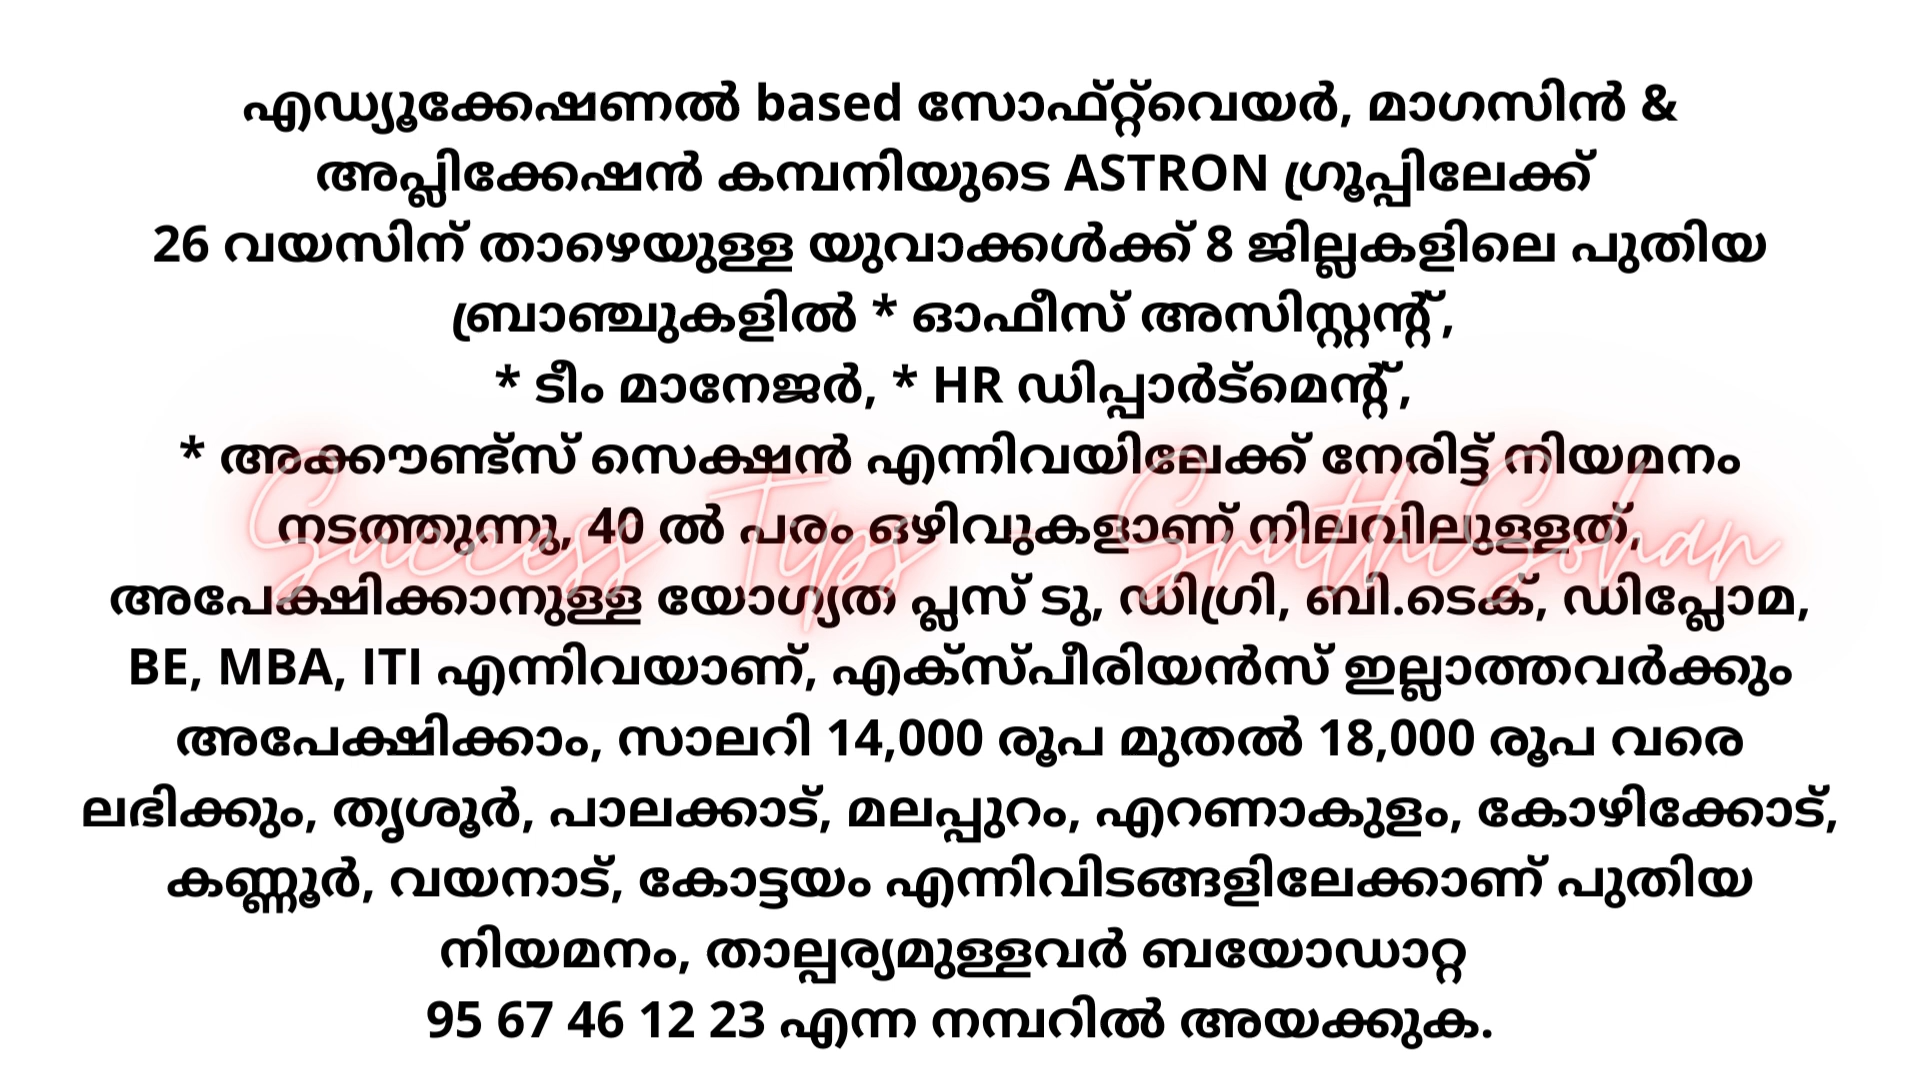 എഡ്യൂക്കേഷണൽ based സോഫ്റ്റ്‌വെയർ, മാഗസിൻ &
അപ്ലിക്കേഷൻ കമ്പനിയുടെ ASTRON ഗ്രൂപ്പിലേക്ക്
26 വയസിന് താഴെയുള്ള യുവാക്കൾക്ക് 8 ജില്ലകളിലെ പുതിയ
ബ്രാഞ്ചുകളിൽ * ഓഫീസ് അസിസ്റ്റന്റ്,
* ടീം മാനേജർ, * HR ഡിപ്പാർട്മെന്റ്,
* അക്കൗണ്ട്സ് സെക്ഷൻ എന്നിവയിലേക്ക് നേരിട്ട് നിയമനം
നടത്തുന്നു, 40 ൽ പരം ഒഴിവുകളാണ് നിലവിലുള്ളത്,
Success Tips Sruthi Sohan
അപേക്ഷിക്കാനുള്ള യോഗ്യത പ്ലസ് ടു, ഡിഗ്രി, ബി.ടെക്, ഡിപ്ലോമ,
BE, MBA, ITI എന്നിവയാണ്, എക്സ്പീരിയൻസ് ഇല്ലാത്തവർക്കും
അപേക്ഷിക്കാം, സാലറി 14,000 രൂപ മുതൽ 18,000 രൂപ വരെ
ലഭിക്കും, തൃശൂർ, പാലക്കാട്, മലപ്പുറം, എറണാകുളം, കോഴിക്കോട്,
കണ്ണൂർ, വയനാട്, കോട്ടയം എന്നിവിടങ്ങളിലേക്കാണ് പുതിയ
നിയമനം, താല്പര്യമുള്ളവർ ബയോഡാറ്റ
95 67 46 12 23 എന്ന നമ്പറിൽ അയക്കുക.